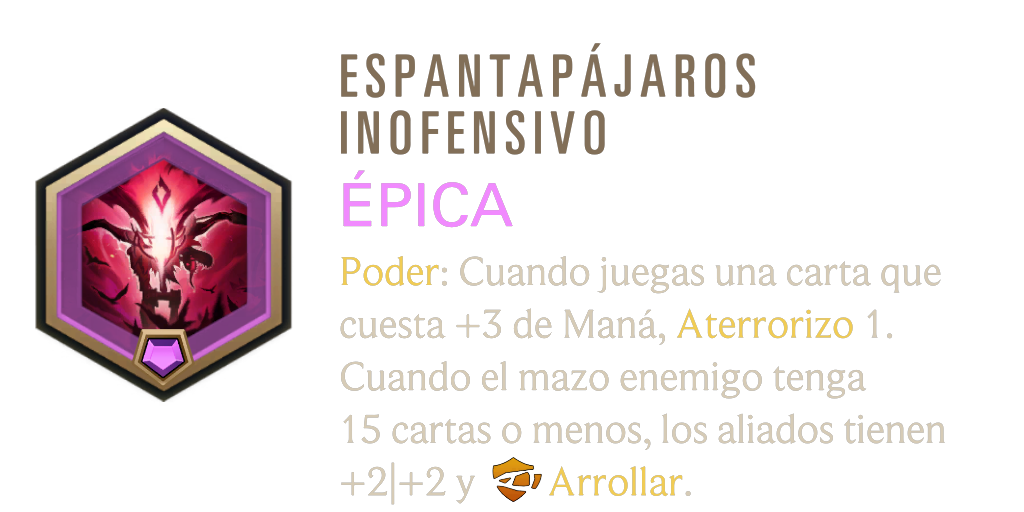 ESPANTAPÁJAROS
INOFENSIVO
ÉPICA
Poder: Cuando juegas una carta que
cuesta +3 de Maná, Aterrorizo 1.
Cuando el mazo enemigo tenga
15 cartas o menos, los aliados tienen
+2|+2 y Arrollar.